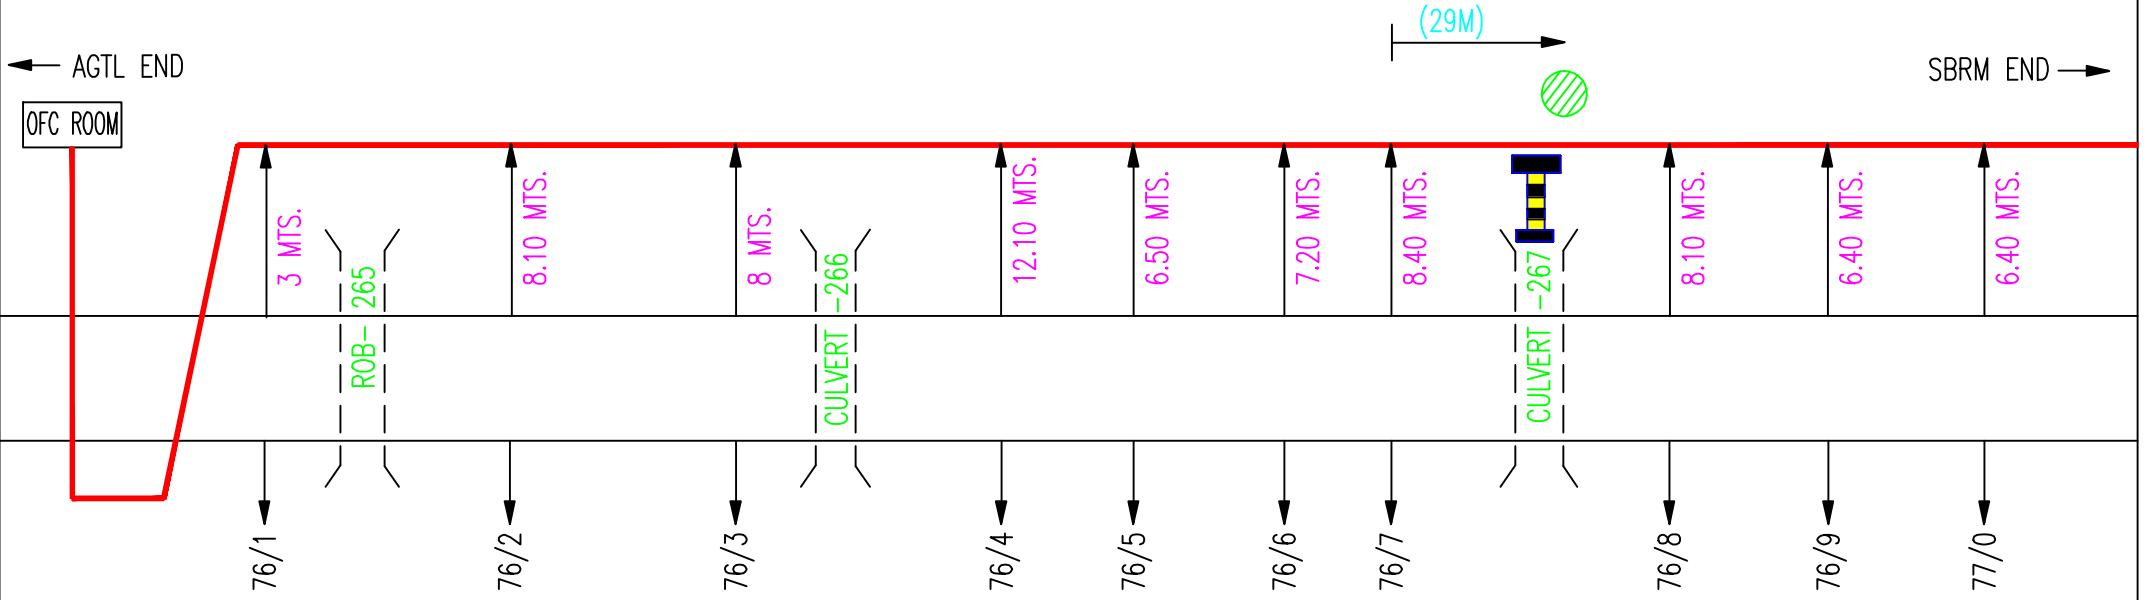 (29M)
AGTL END
SBRM END
OFC ROOM
3 MTS.
8.10 MTS.
8 MTS.
12.10 MTS.
6.50 MTS.
7.20 MTS.
8.40 MTS.
8.10 MTS.
6.40 MTS.
6.40 MTS.
ROB- 265
CULVERT -266
CULVERT -267
76/1
76/2
76/3
76/4
76/5
76/6
76/7
76/8
76/9
77/0